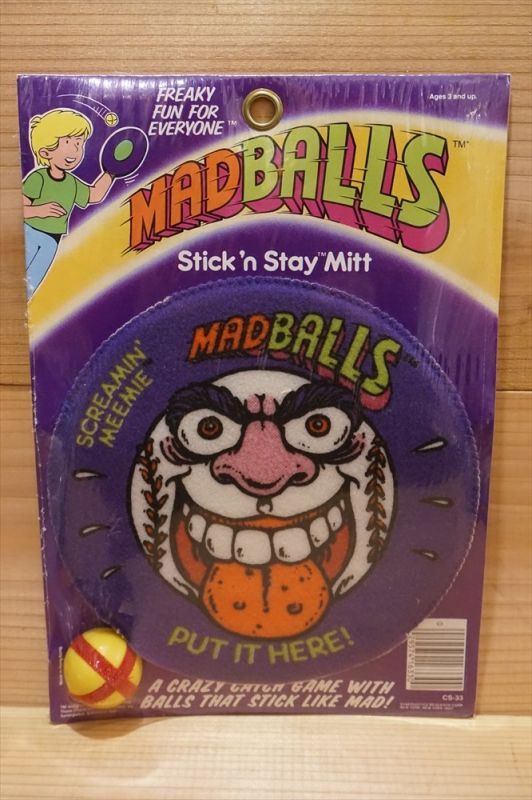 FREAKY
FUN FOR
EVERYONE™
Ages 3 and up.
MADBALLS™
Stick 'n Stay™ Mitt
MADBALLS™
SCREAMIN'
MEEMIE™
PUT IT HERE!
A CRAZY CATCH GAME WITH
BALLS THAT STICK LIKE MAD!
CS-33